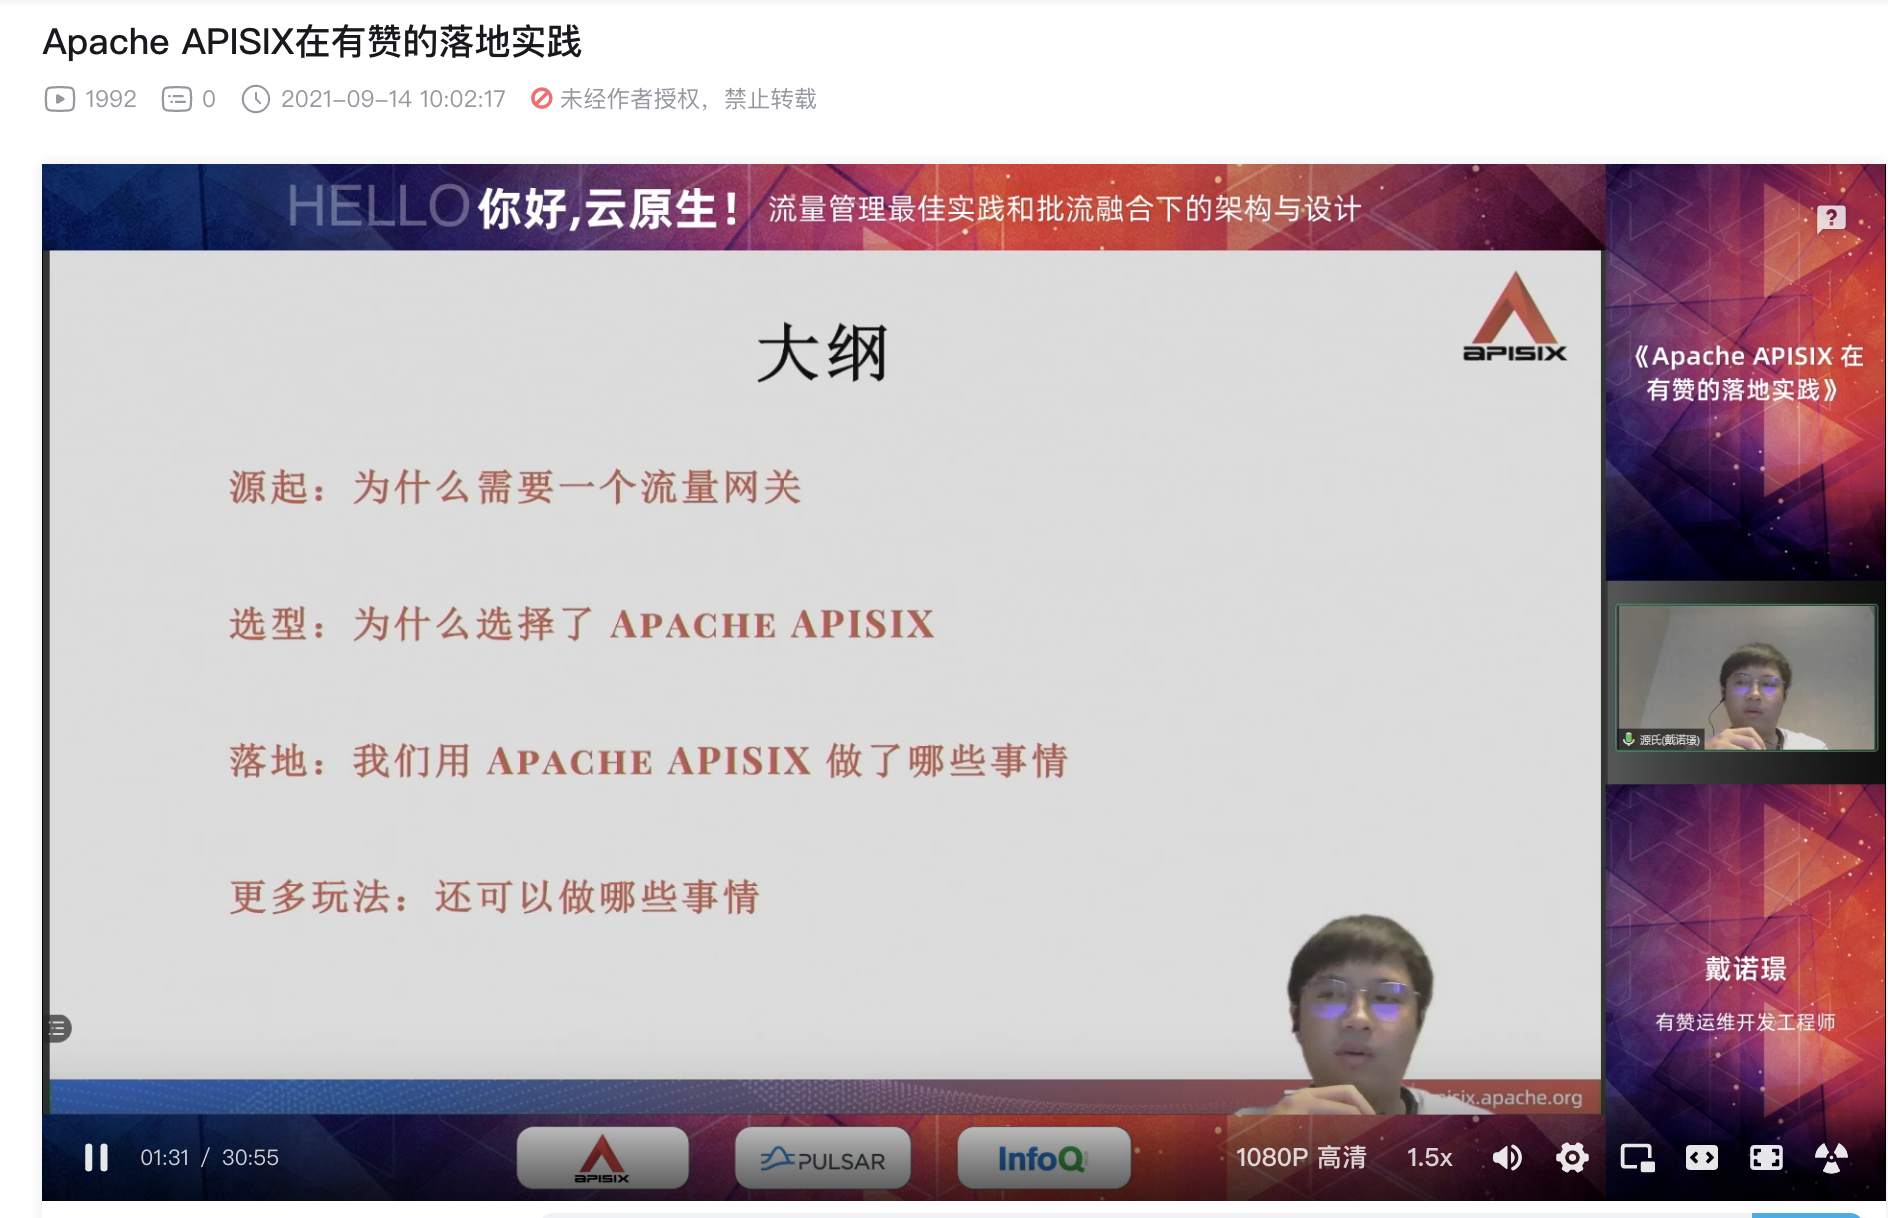 Apache APISIX在有赞的落地实践
1992 0 2021-09-14 10:02:17 未经作者授权，禁止转载
HELLO 你好,云原生! 流量管理最佳实践和批流融合下的架构与设计
大纲
APISIX
源起：为什么需要一个流量网关
选型：为什么选择了 APACHE APISIX
落地：我们用 APACHE APISIX 做了哪些事情
更多玩法：还可以做哪些事情
apisix.apache.org
《Apache APISIX 在
有赞的落地实践》
源氏(戴诺璟)
戴诺璟
有赞运维开发工程师
01:31 / 30:55
APISIX
PULSAR
InfoQ
1080P 高清 1.5x